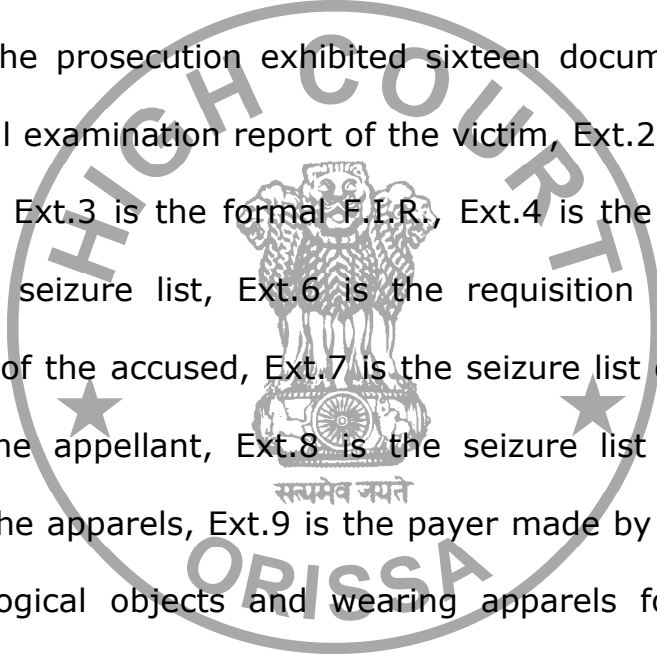 he prosecution exhibited sixteen docum
l examination report of the victim, Ext.2
Ext.3 is the formal F.I.R., Ext.4 is the
seizure list, Ext.6 is the requisition
of the accused, Ext.7 is the seizure list
he appellant, Ext.8 is the seizure list
he apparels, Ext.9 is the payer made by
ogical objects and wearing apparels fo
HIGH COURT
सत्यमेव जयते
ORISSA